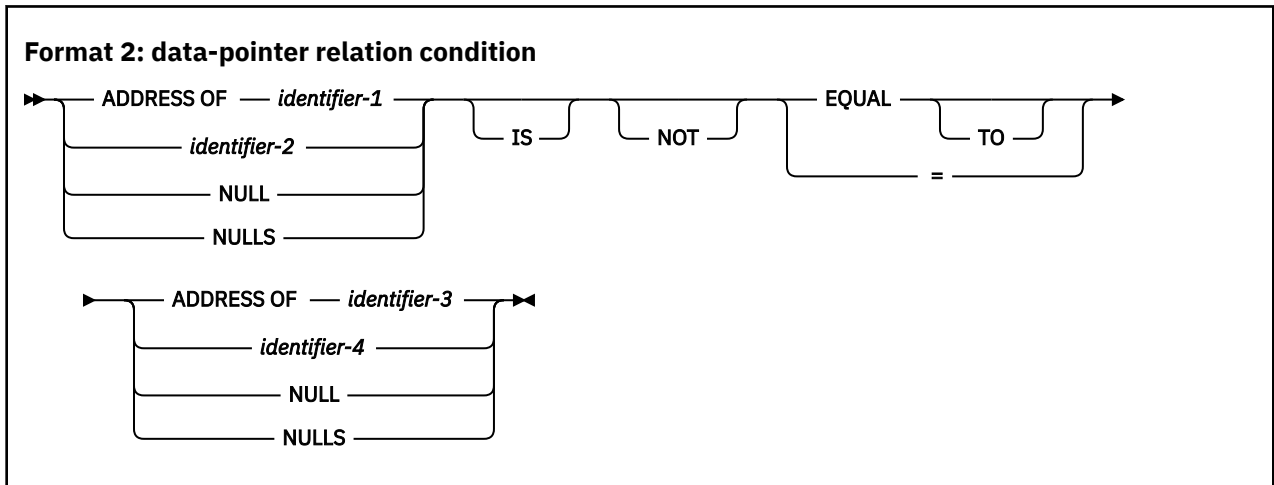 Format 2: data-pointer relation condition
ADDRESS OF identifier-1 EQUAL
identifier-2 IS NOT TO
=
NULL
NULLS
ADDRESS OF identifier-3
identifier-4
NULL
NULLS